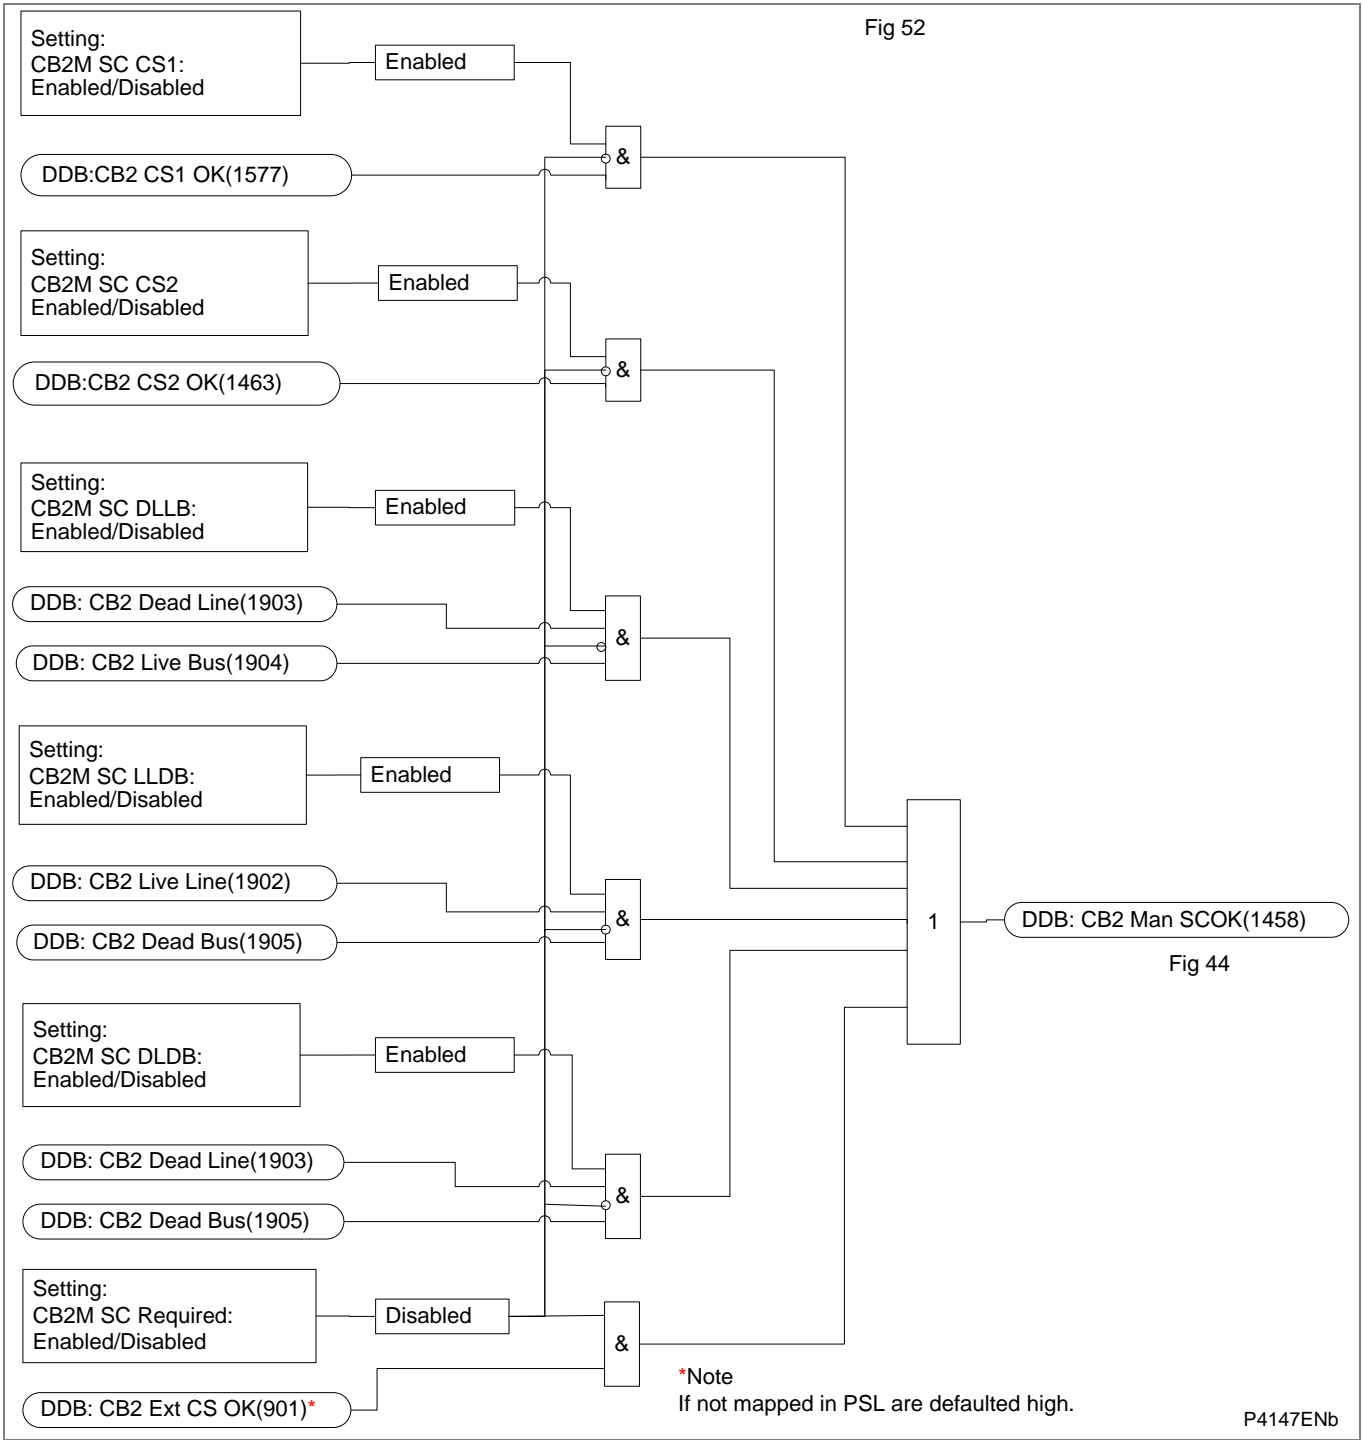 Fig 52
Setting:
CB2M SC CS1:
Enabled/Disabled
Enabled
&
DDB:CB2 CS1 OK(1577)
Setting:
CB2M SC CS2
Enabled/Disabled
Enabled
&
DDB:CB2 CS2 OK(1463)
Setting:
CB2M SC DLLB:
Enabled/Disabled
Enabled
DDB: CB2 Dead Line(1903)
&
DDB: CB2 Live Bus(1904)
Setting:
CB2M SC LLDB:
Enabled/Disabled
Enabled
DDB: CB2 Live Line(1902)
&
DDB: CB2 Dead Bus(1905)
1
DDB: CB2 Man SCOK(1458)
Fig 44
Setting:
CB2M SC DLDB:
Enabled/Disabled
Enabled
DDB: CB2 Dead Line(1903)
&
DDB: CB2 Dead Bus(1905)
Setting:
CB2M SC Required:
Enabled/Disabled
Disabled
&
DDB: CB2 Ext CS OK(901)*
*Note
If not mapped in PSL are defaulted high.
P4147ENb